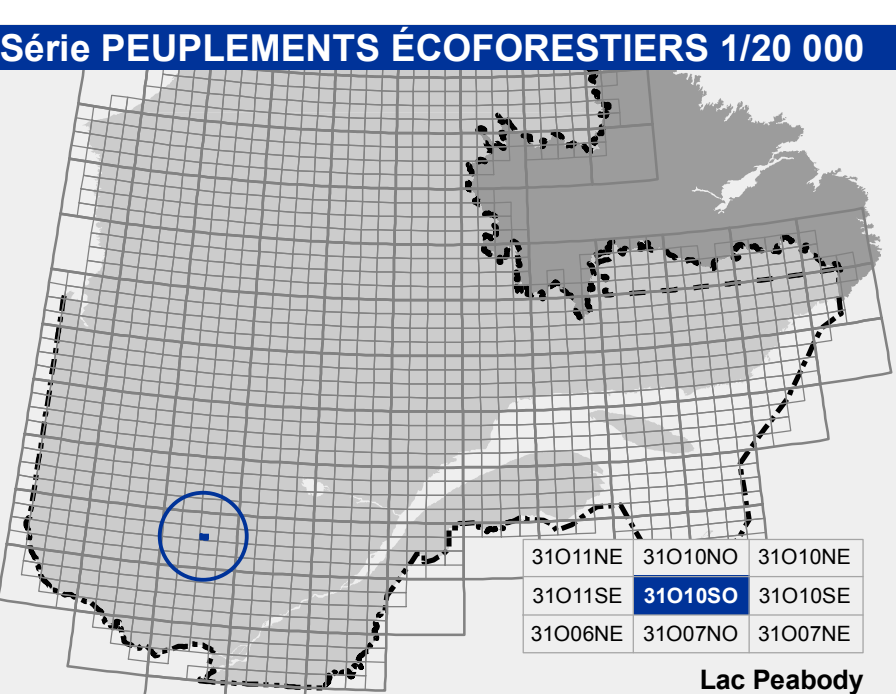 Série PEUPLEMENTS ÉCOFORESTIERS 1/20 000
31O11NE 31O10NO 31O10NE
31O11SE 31O10SO 31O10SE
31O06NE 31O07NO 31O07NE
Lac Peabody